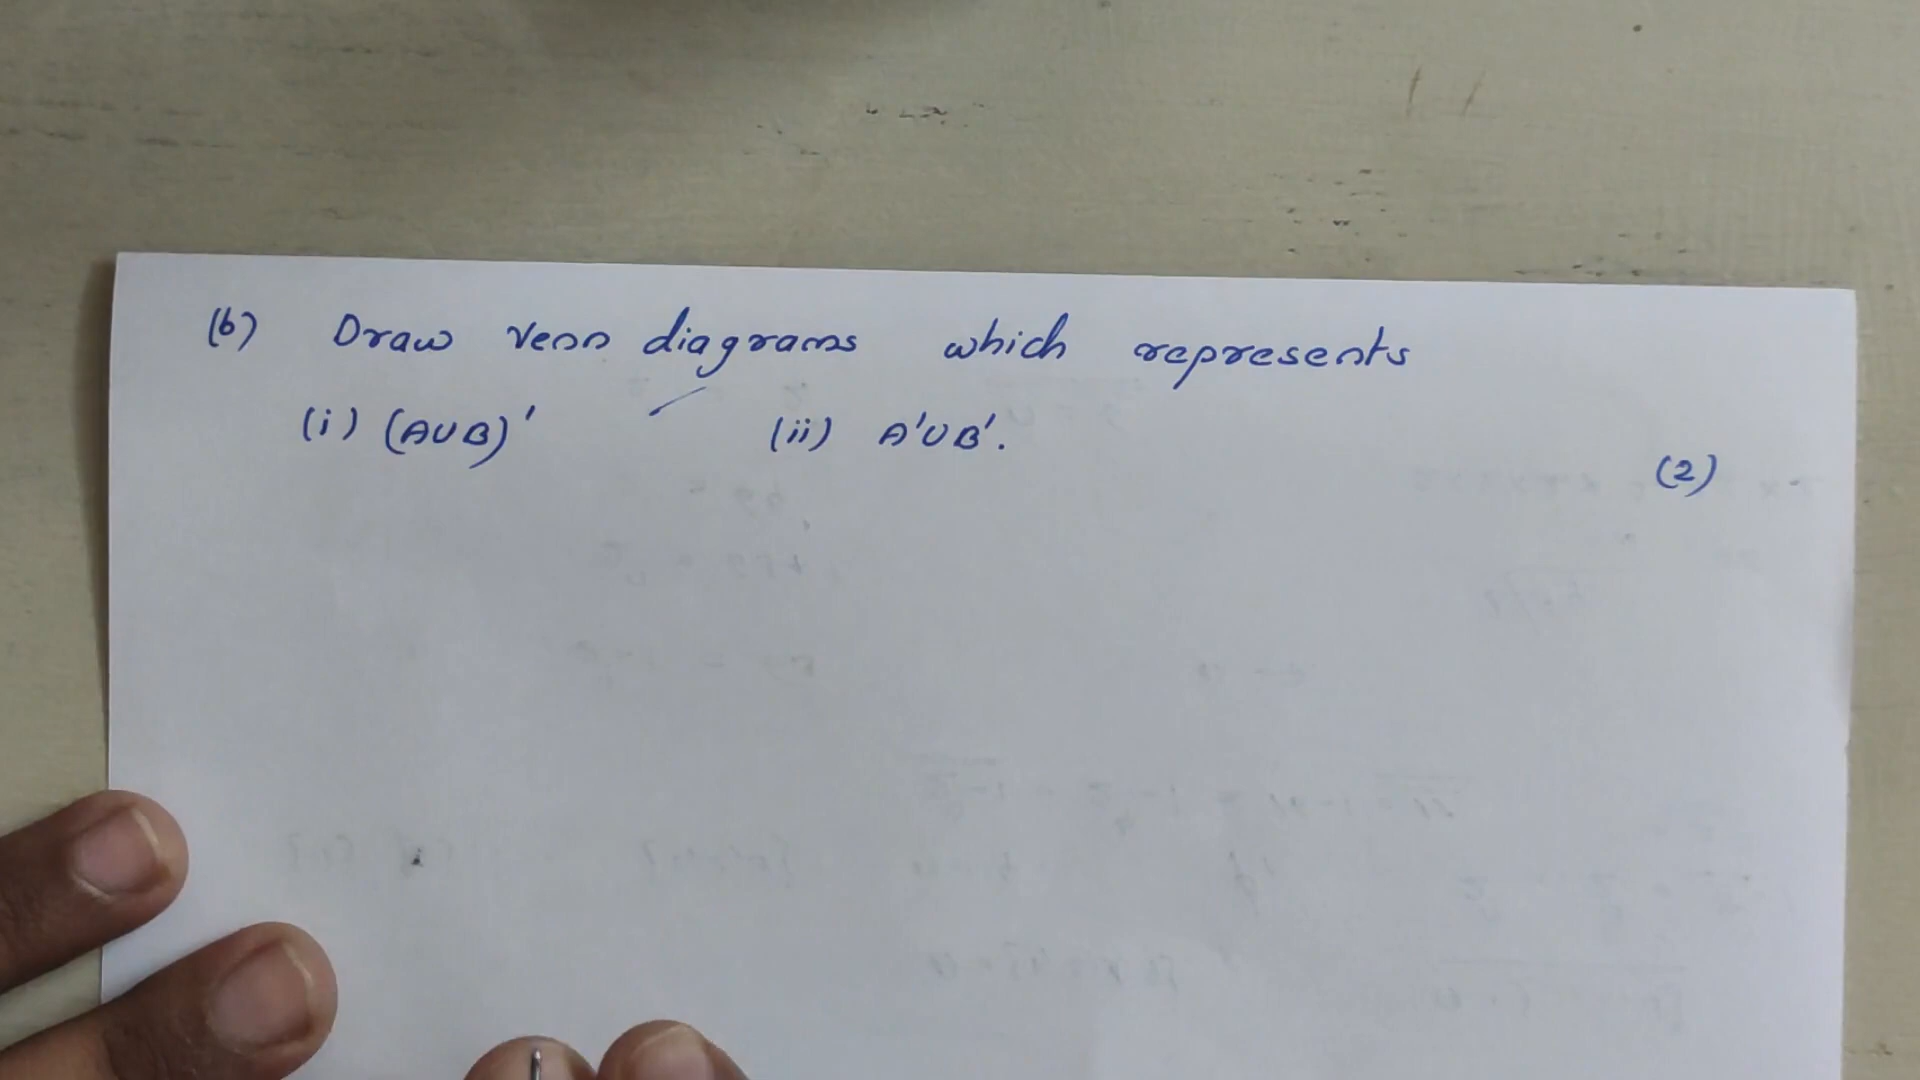 (b) Draw venn diagrams which represents
(i) (A∪B)' (ii) A'∪B'.
(2)